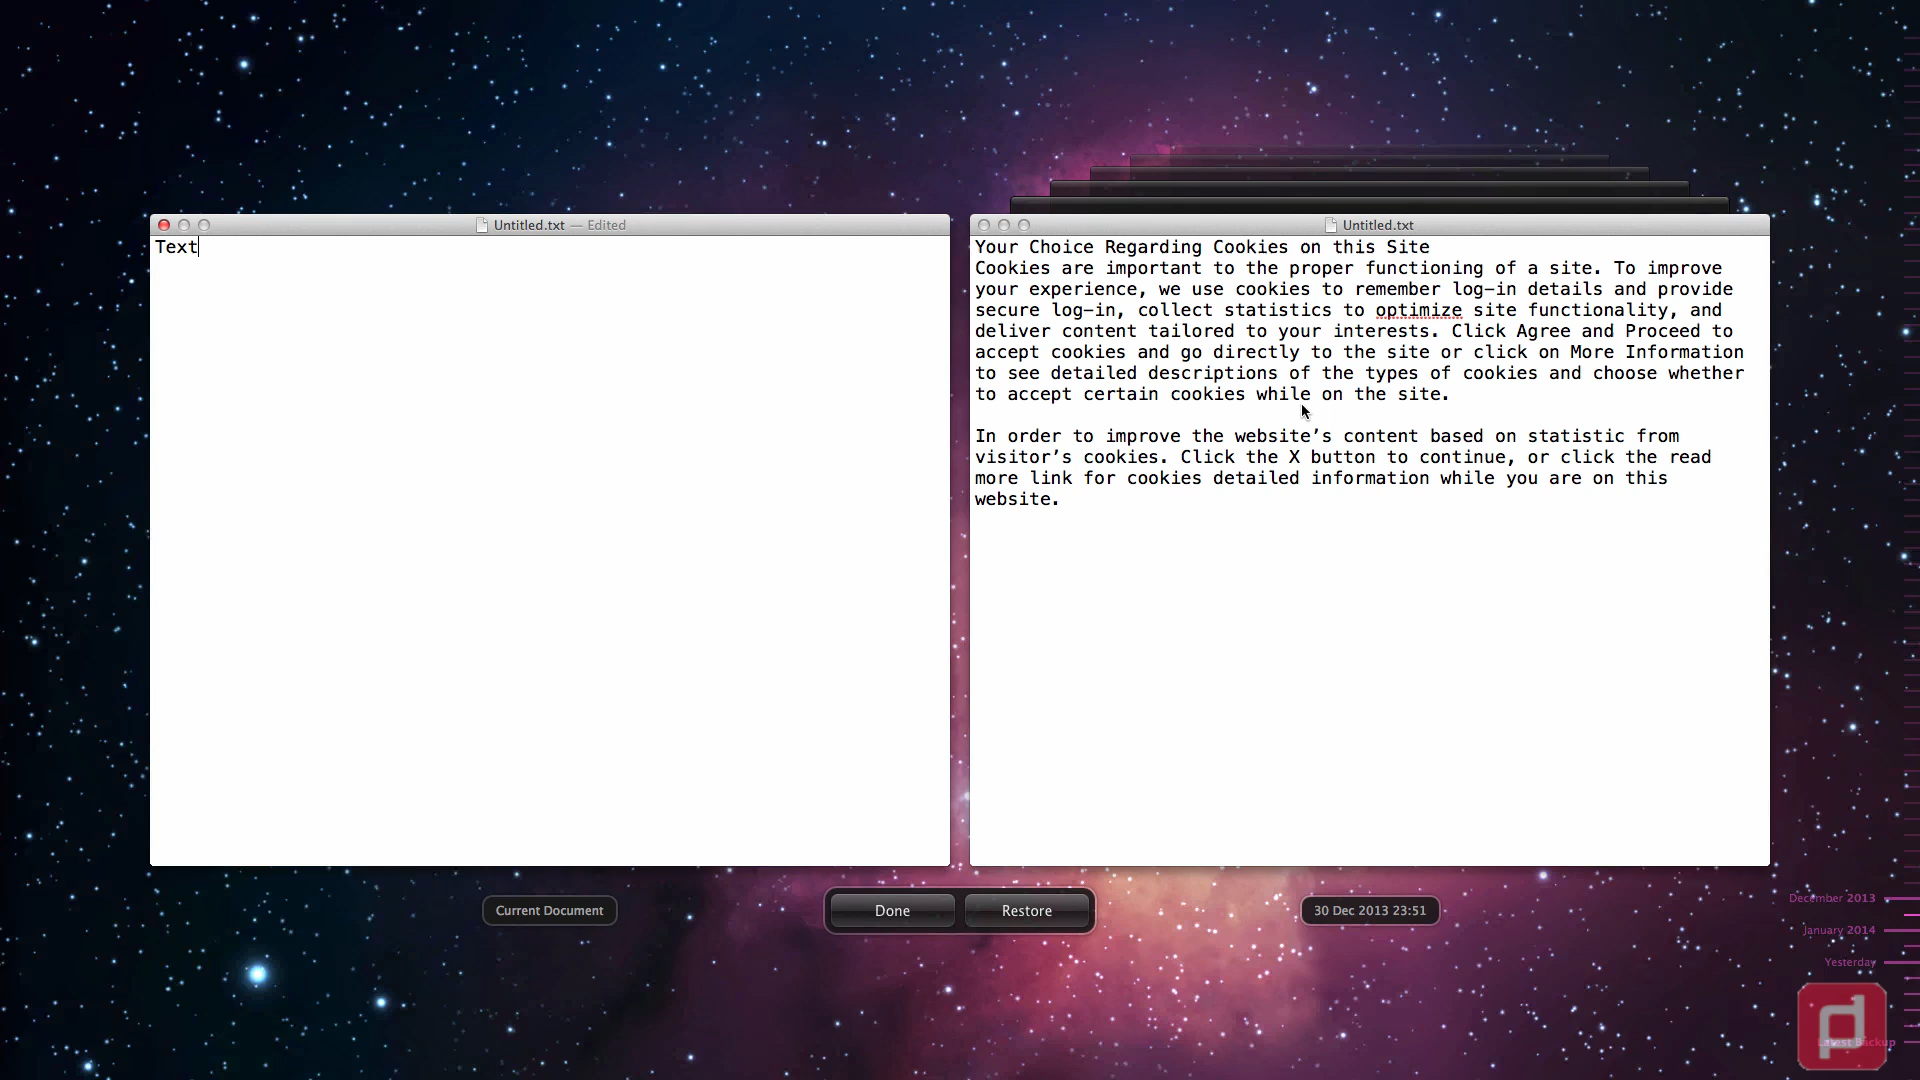 Untitled.txt — Edited
Text
Untitled.txt
Your Choice Regarding Cookies on this Site
Cookies are important to the proper functioning of a site. To improve
your experience, we use cookies to remember log-in details and provide
secure log-in, collect statistics to optimize site functionality, and
deliver content tailored to your interests. Click Agree and Proceed to
accept cookies and go directly to the site or click on More Information
to see detailed descriptions of the types of cookies and choose whether
to accept certain cookies while on the site.
In order to improve the website’s content based on statistic from
visitor’s cookies. Click the X button to continue, or click the read
more link for cookies detailed information while you are on this
website.
Current Document
Done
Restore
30 Dec 2013 23:51
December 2013
January 2014
Yesterday
Latest Backup